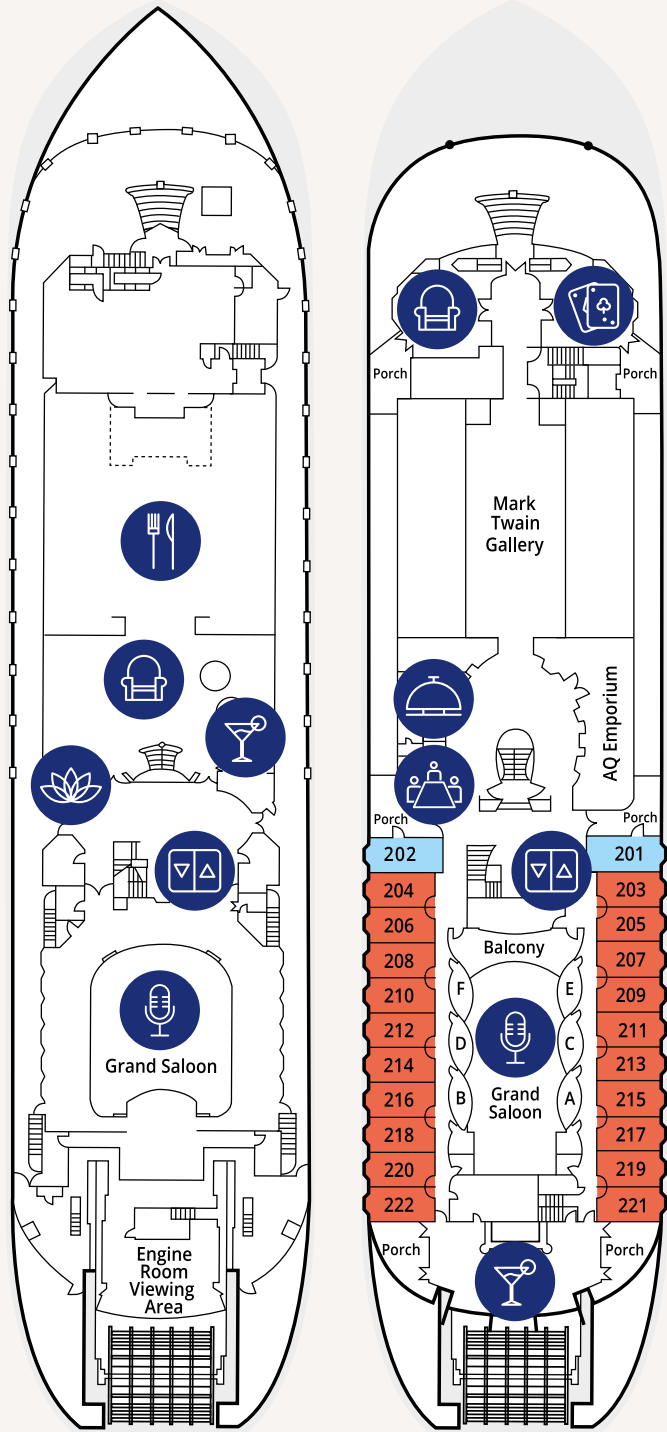 Grand Saloon
Engine
Room
Viewing
Area
Porch
Porch
Mark
Twain
Gallery
AQ Emporium
Porch
Porch
202
201
204
203
206
205
208
207
210
209
212
211
214
213
216
215
218
217
220
219
222
221
Balcony
F
E
D
C
B
A
Grand
Saloon
Porch
Porch